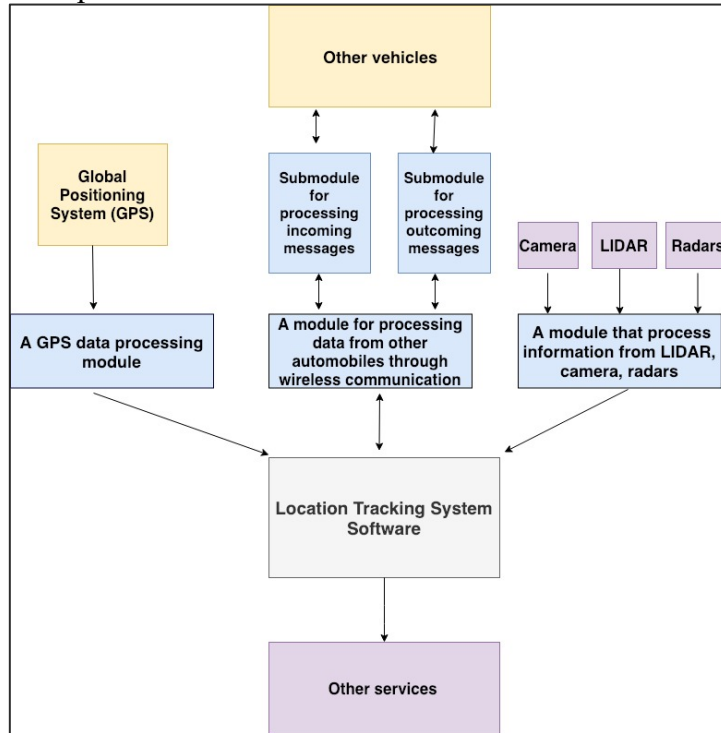 Other vehicles
Global
Positioning
System (GPS)
Submodule
for
processing
incoming
messages
Submodule
for
processing
outcoming
messages
Camera
LIDAR
Radars
A GPS data processing
module
A module for processing
data from other
automobiles through
wireless communication
A module that process
information from LIDAR,
camera, radars
Location Tracking System
Software
Other services